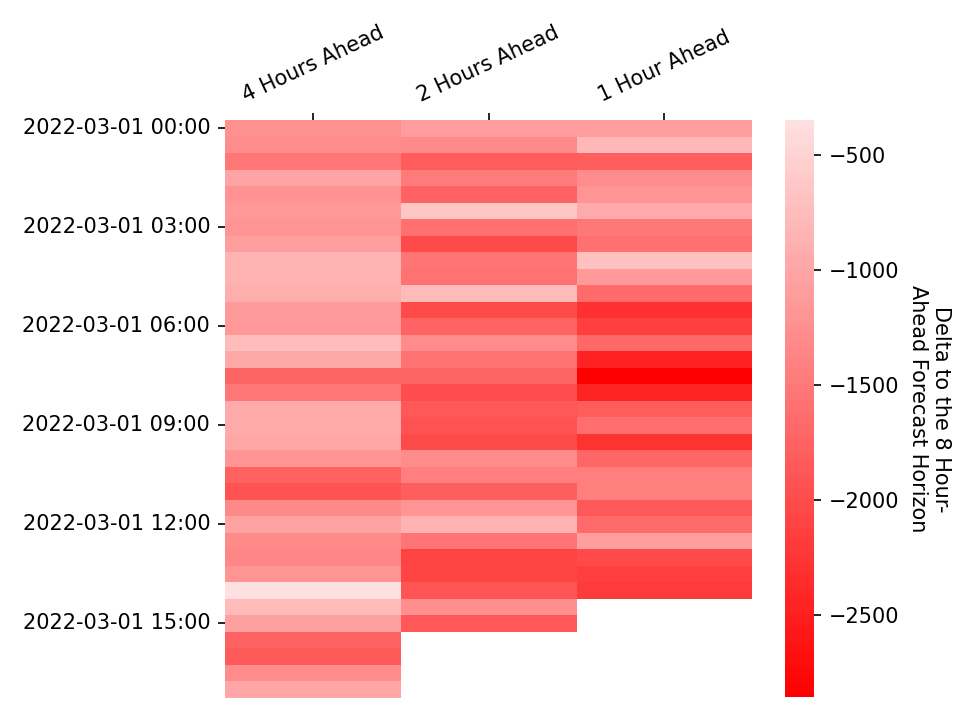 4 Hours Ahead
2 Hours Ahead
1 Hour Ahead
2022-03-01 00:00
2022-03-01 03:00
2022-03-01 06:00
2022-03-01 09:00
2022-03-01 12:00
2022-03-01 15:00
−500
−1000
−1500
−2000
−2500
Delta to the 8 Hour-
Ahead Forecast Horizon